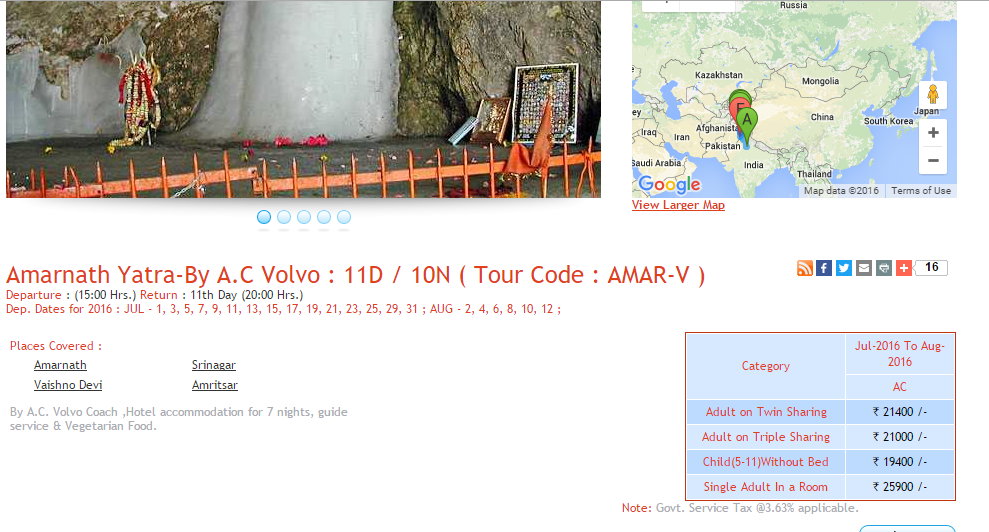 Russia
Kazakhstan
Mongolia
China
Japan
South Korea
Iraq
Iran
Afghanista
Pakistan
Saudi Arabia
India
Thailand
E
A
+
−
Google
Map data ©2016
Terms of Use
View Larger Map
Amarnath Yatra-By A.C Volvo : 11D / 10N ( Tour Code : AMAR-V )
16
Departure : (15:00 Hrs.) Return : 11th Day (20:00 Hrs.)
Dep. Dates for 2016 : JUL - 1, 3, 5, 7, 9, 11, 13, 15, 17, 19, 21, 23, 25, 29, 31 ; AUG - 2, 4, 6, 8, 10, 12 ;
Places Covered :
Amarnath Srinagar
Vaishno Devi Amritsar
By A.C. Volvo Coach ,Hotel accommodation for 7 nights, guide
service & Vegetarian Food.
Category
Jul-2016 To Aug-
2016
AC
Adult on Twin Sharing ₹ 21400 /-
Adult on Triple Sharing ₹ 21000 /-
Child(5-11)Without Bed ₹ 19400 /-
Single Adult In a Room ₹ 25900 /-
Note: Govt. Service Tax @3.63% applicable.